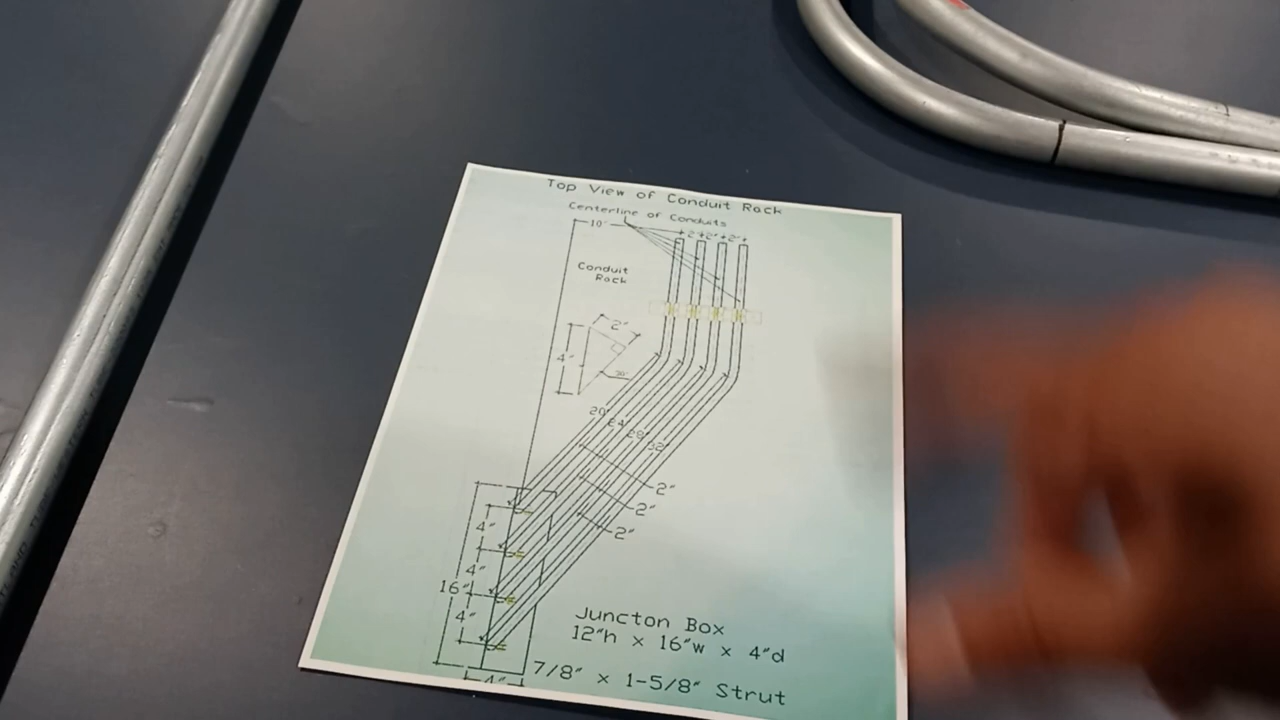 Top View of Conduit Rack
Centerline of Conduits
10" 2" 2" 2"
Conduit
Rack
2"
4"
20" 24" 28" 32"
2"
2"
2"
4"
4"
16"
4"
Juncton Box
12"h x 16"w x 4"d
7/8" x 1-5/8" Strut
4"